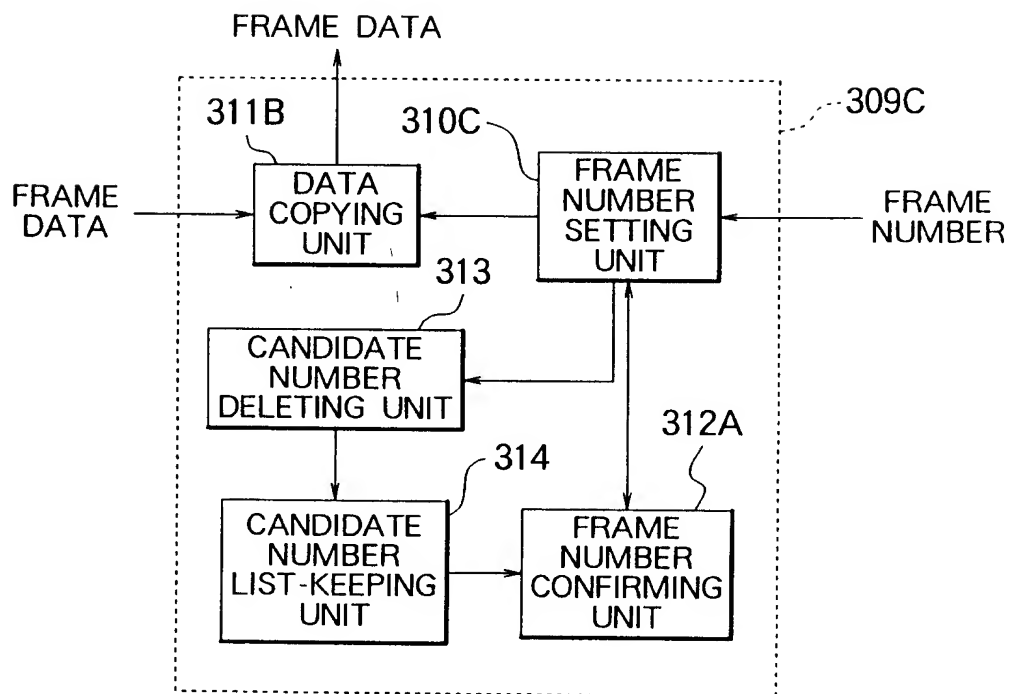 FRAME DATA
309C
311B
310C
FRAME
DATA
DATA
COPYING
UNIT
FRAME
NUMBER
SETTING
UNIT
FRAME
NUMBER
313
CANDIDATE
NUMBER
DELETING UNIT
312A
314
CANDIDATE
NUMBER
LIST-KEEPING
UNIT
FRAME
NUMBER
CONFIRMING
UNIT